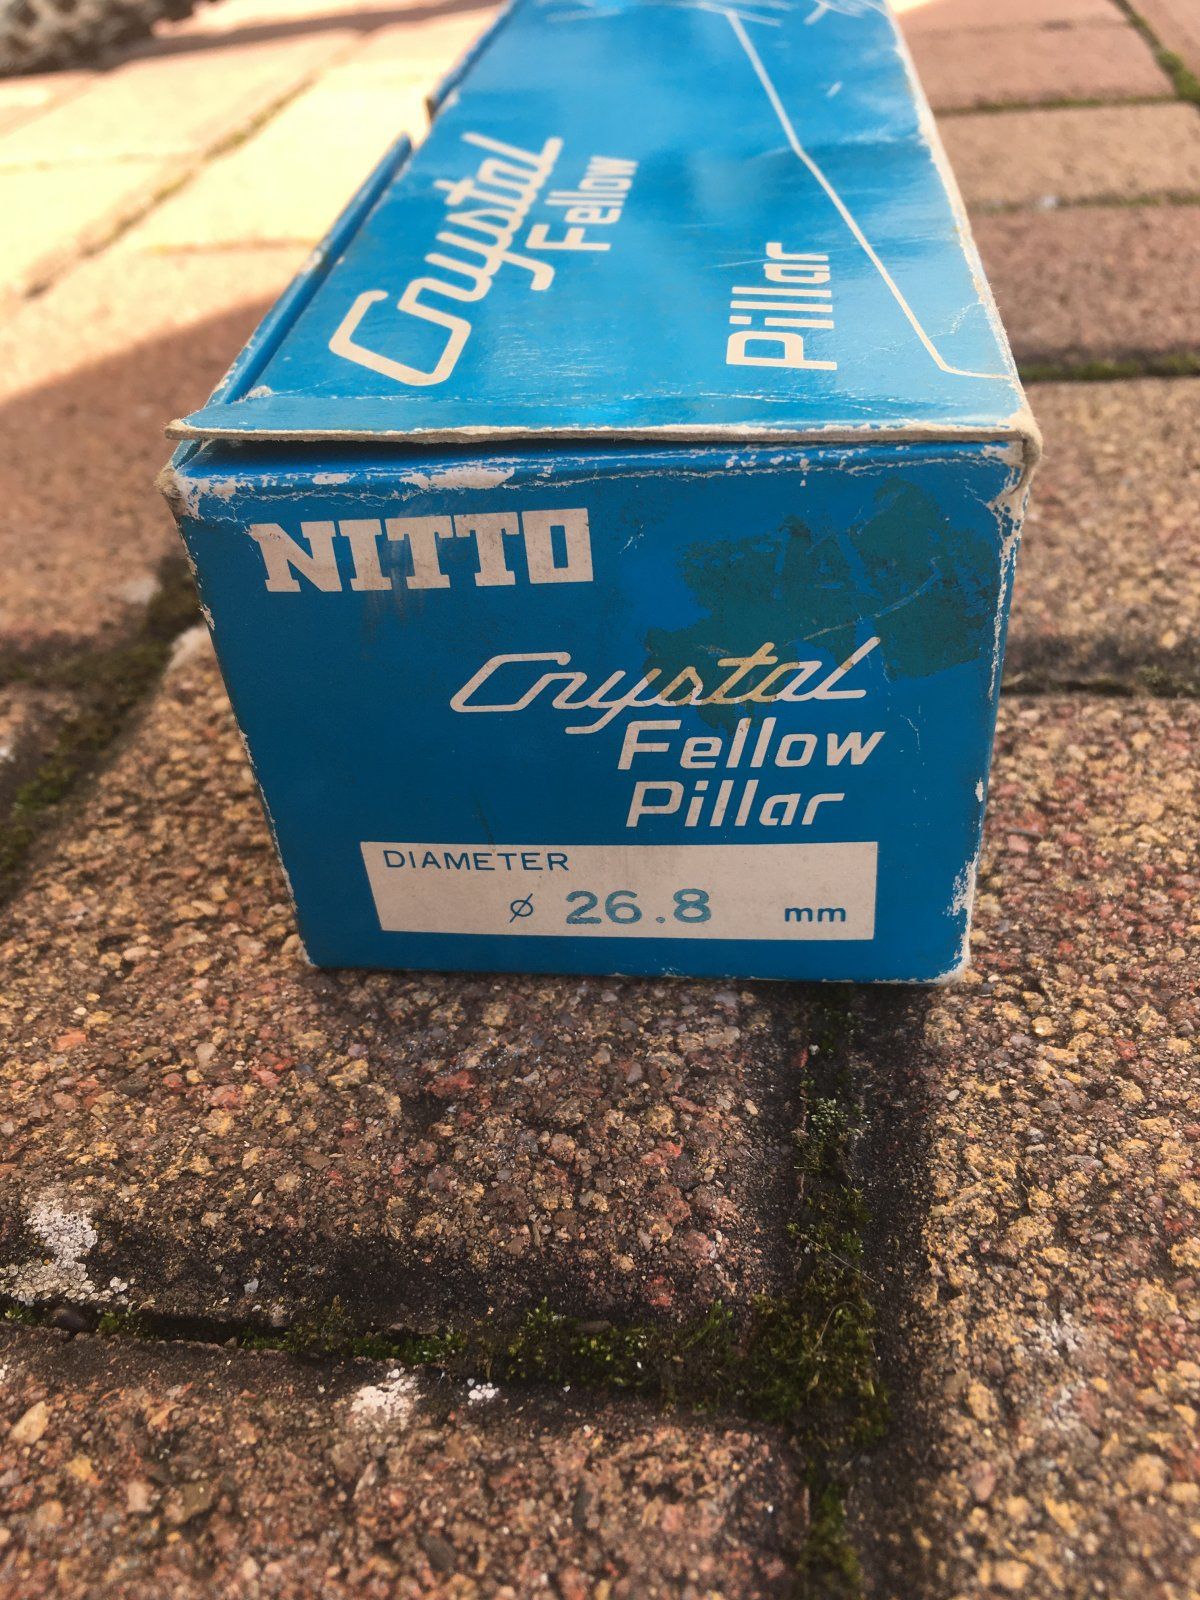 Crystal
Fellow
Pillar
NITTO
Crystal
Fellow
Pillar
DIAMETER
ø 26.8 mm